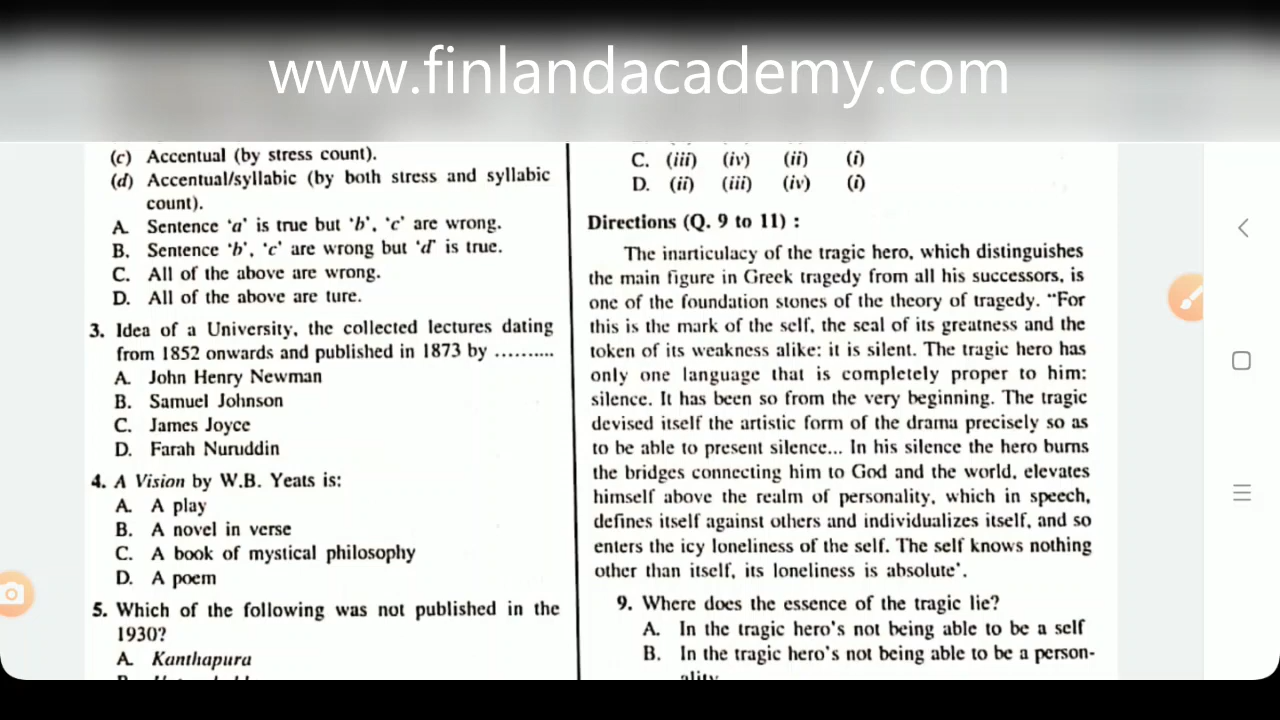 www.finlandacademy.com
(c) Accentual (by stress count).
(d) Accentual/syllabic (by both stress and syllabic
count).
A. Sentence 'a' is true but 'b', 'c' are wrong.
B. Sentence 'b', 'c' are wrong but 'd' is true.
C. All of the above are wrong.
D. All of the above are ture.
3. Idea of a University, the collected lectures dating
from 1852 onwards and published in 1873 by ..........
A. John Henry Newman
B. Samuel Johnson
C. James Joyce
D. Farah Nuruddin
4. A Vision by W.B. Yeats is:
A. A play
B. A novel in verse
C. A book of mystical philosophy
D. A poem
5. Which of the following was not published in the
1930?
A. Kanthapura
C. (iii) (iv) (ii) (i)
D. (ii) (iii) (iv) (i)
Directions (Q. 9 to 11) :
The inarticulacy of the tragic hero, which distinguishes
the main figure in Greek tragedy from all his successors, is
one of the foundation stones of the theory of tragedy. "For
this is the mark of the self, the seal of its greatness and the
token of its weakness alike: it is silent. The tragic hero has
only one language that is completely proper to him:
silence. It has been so from the very beginning. The tragic
devised itself the artistic form of the drama precisely so as
to be able to present silence... In his silence the hero burns
the bridges connecting him to God and the world, elevates
himself above the realm of personality, which in speech,
defines itself against others and individualizes itself, and so
enters the icy loneliness of the self. The self knows nothing
other than itself, its loneliness is absolute'.
9. Where does the essence of the tragic lie?
A. In the tragic hero's not being able to be a self
B. In the tragic hero's not being able to be a person-
ality